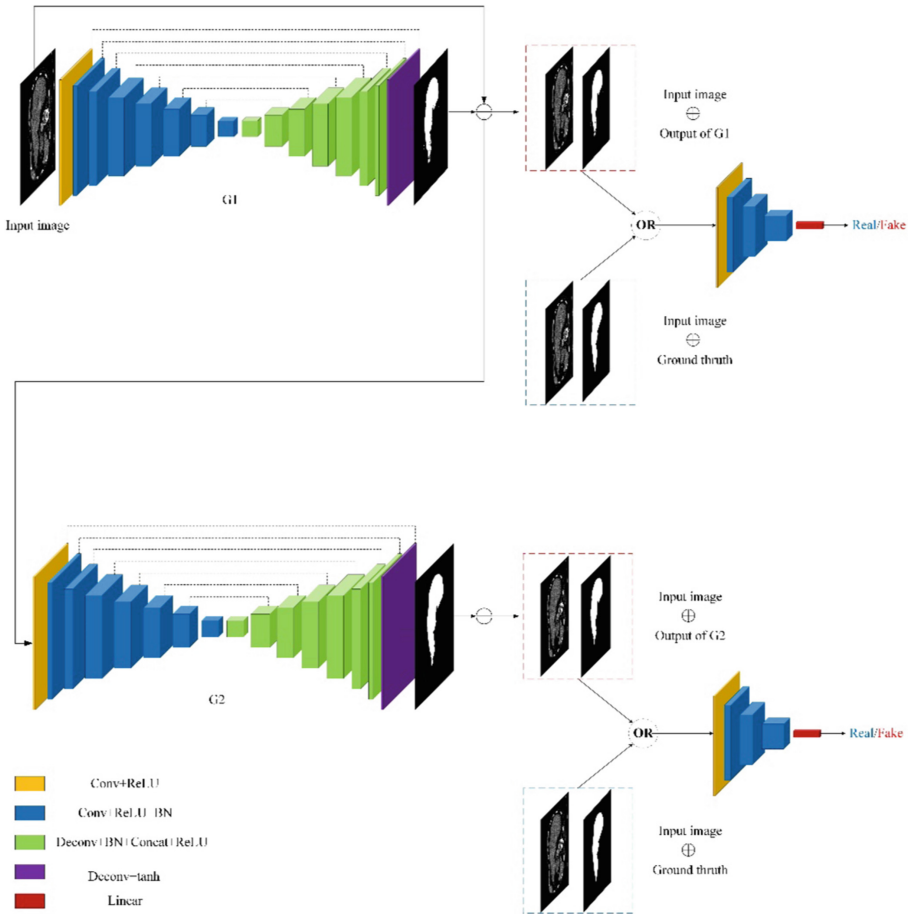 Input image
G1
Input image
Output of G1
OR
Real/Fake
Input image
Ground thruth
G2
Input image
Output of G2
OR
Real/Fake
Input image
Ground thruth
Conv+ReLU
Conv+ReLU BN
Deconv+BN+Concat+ReLU
Deconv-tanh
Linear